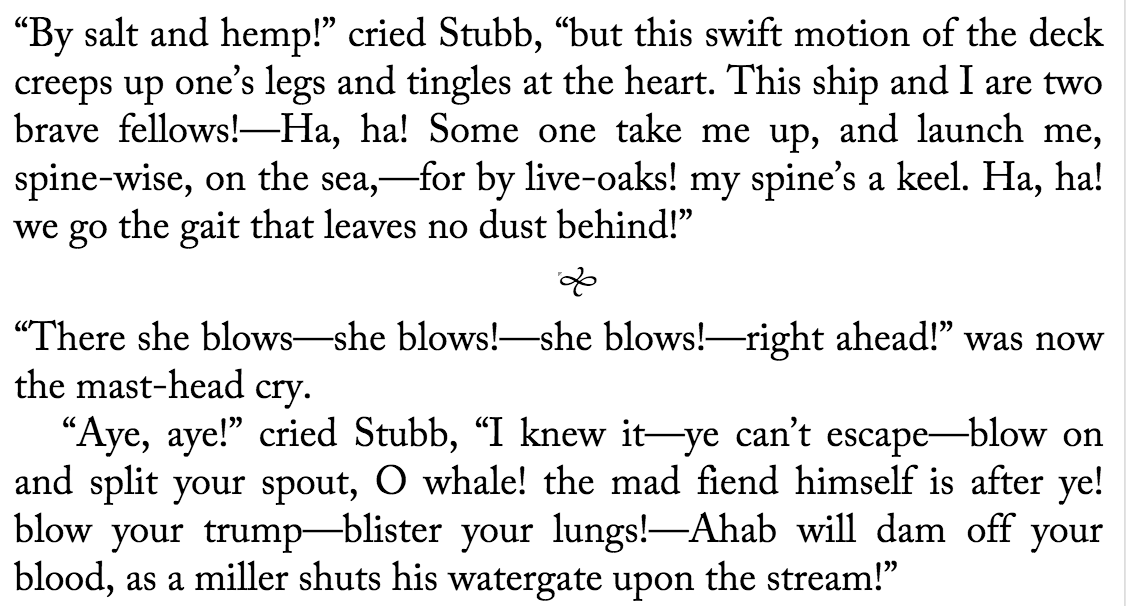 “By salt and hemp!” cried Stubb, “but this swift motion of the deck
creeps up one’s legs and tingles at the heart. This ship and I are two
brave fellows!—Ha, ha! Some one take me up, and launch me,
spine-wise, on the sea,—for by live-oaks! my spine’s a keel. Ha, ha!
we go the gait that leaves no dust behind!”
“There she blows—she blows!—she blows!—right ahead!” was now
the mast-head cry.
“Aye, aye!” cried Stubb, “I knew it—ye can’t escape—blow on
and split your spout, O whale! the mad fiend himself is after ye!
blow your trump—blister your lungs!—Ahab will dam off your
blood, as a miller shuts his watergate upon the stream!”